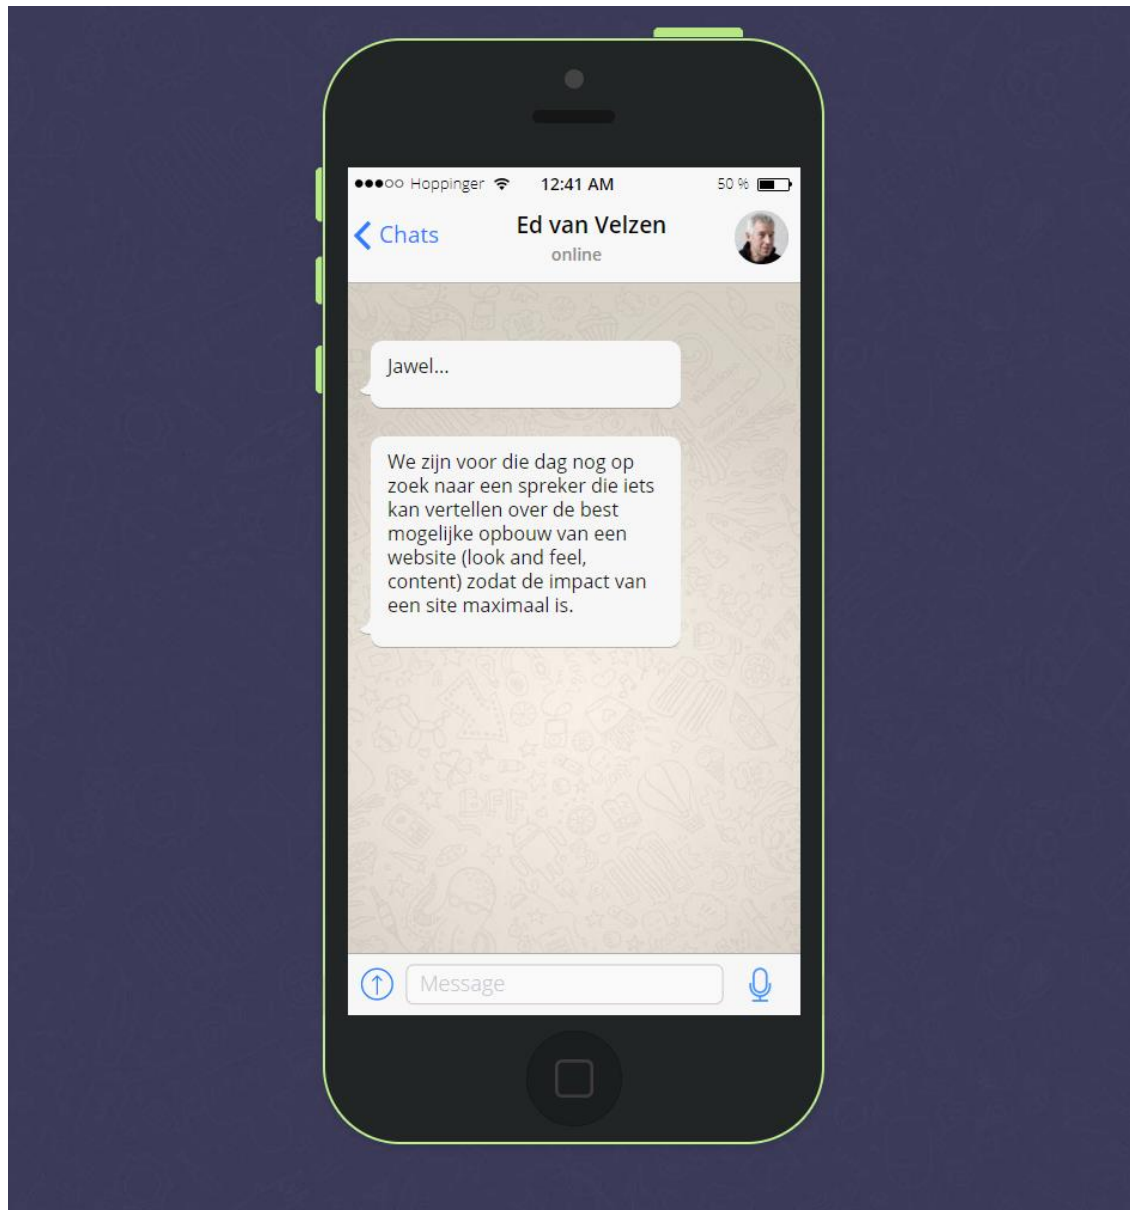 Hoppinger 12:41 AM 50 %
Chats Ed van Velzen
online
Jawel...
We zijn voor die dag nog op
zoek naar een spreker die iets
kan vertellen over de best
mogelijke opbouw van een
website (look and feel,
content) zodat de impact van
een site maximaal is.
BFF
Message